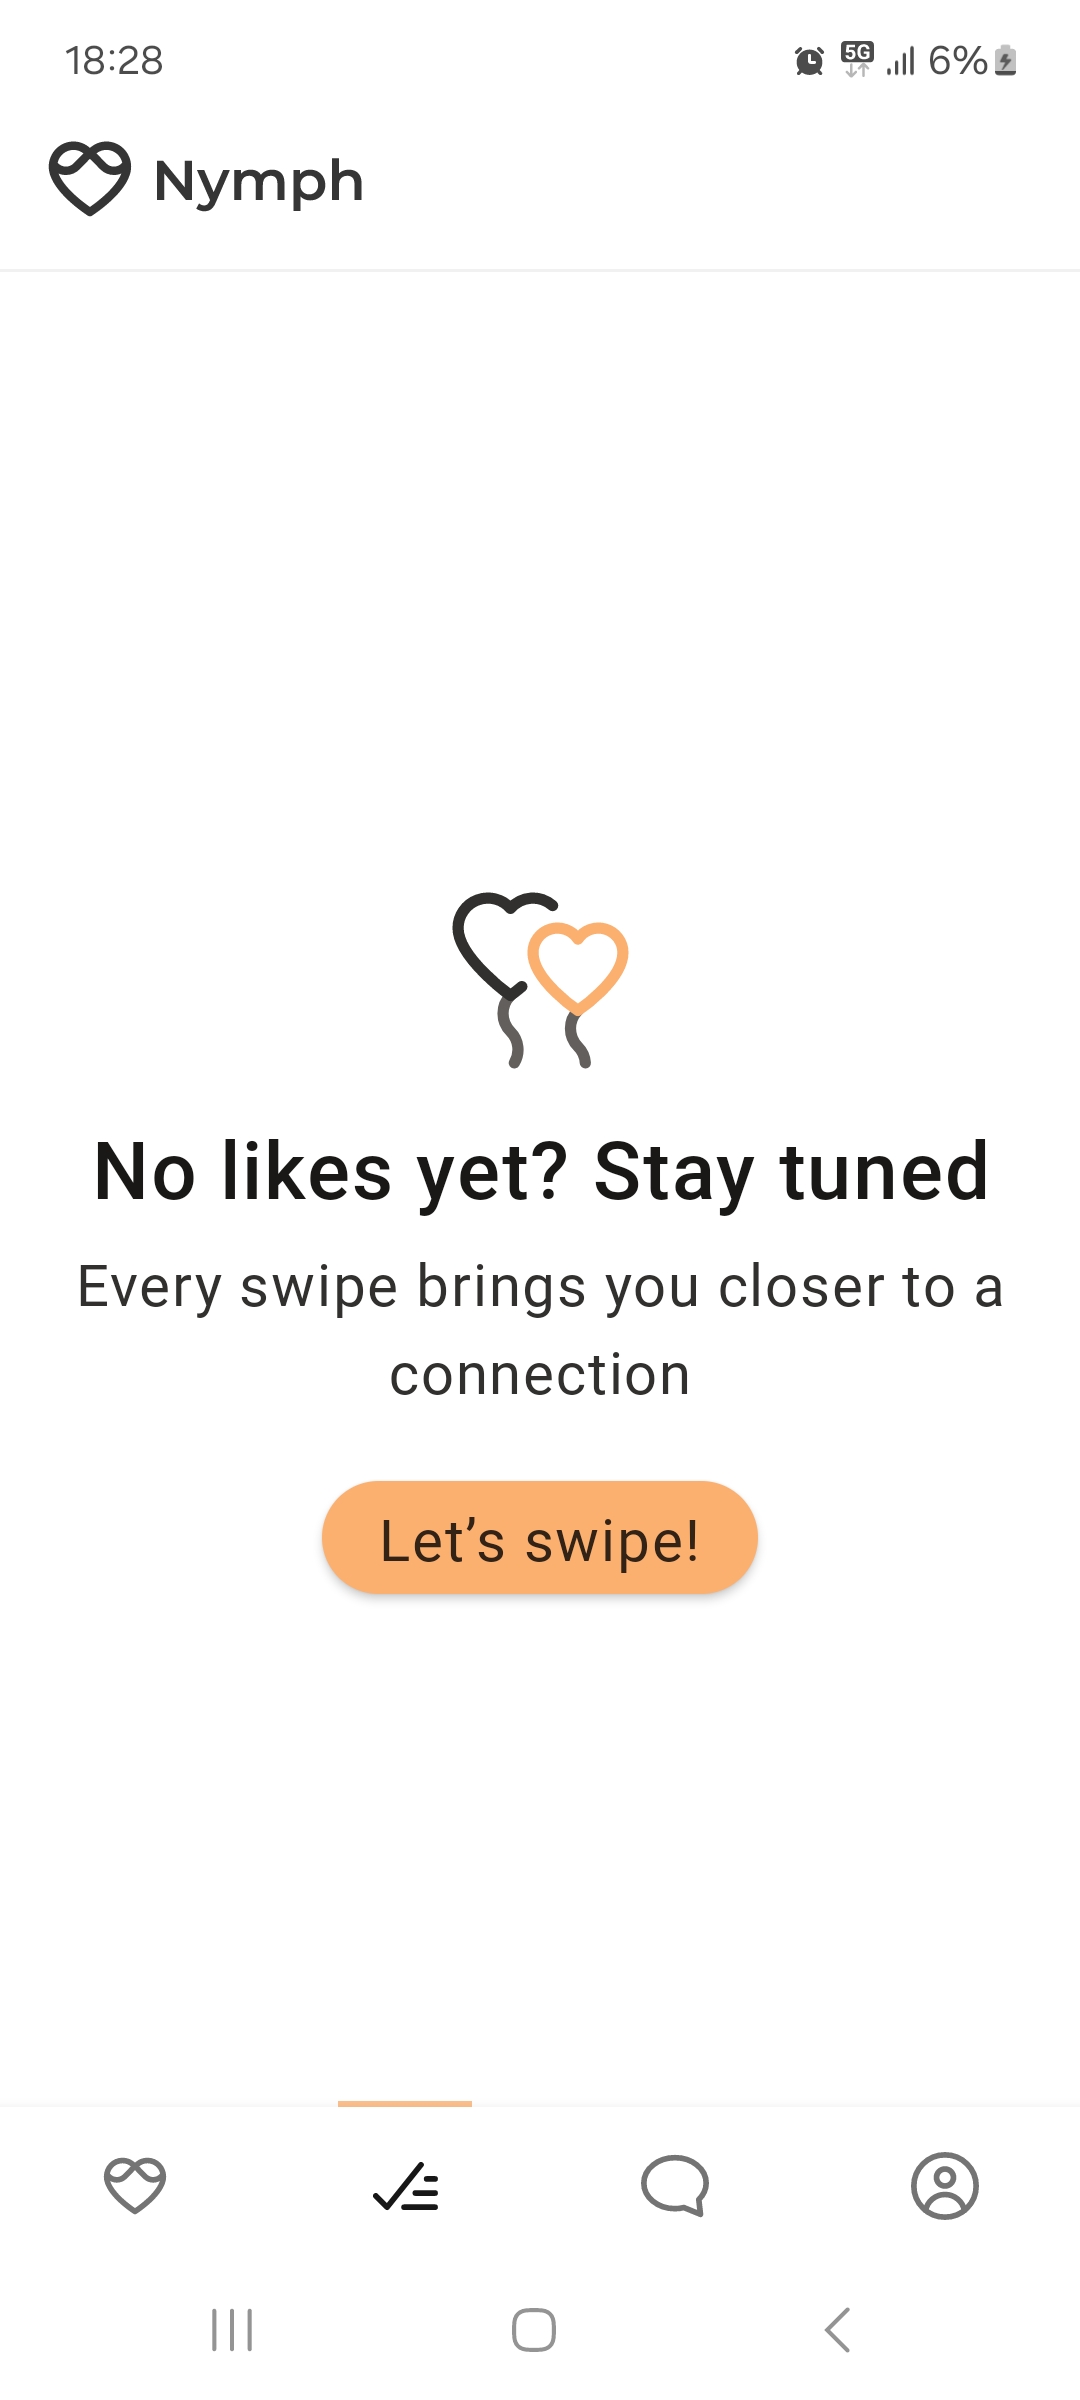 18:28
5G 6%
Nymph
No likes yet? Stay tuned
Every swipe brings you closer to a
connection
Let’s swipe!